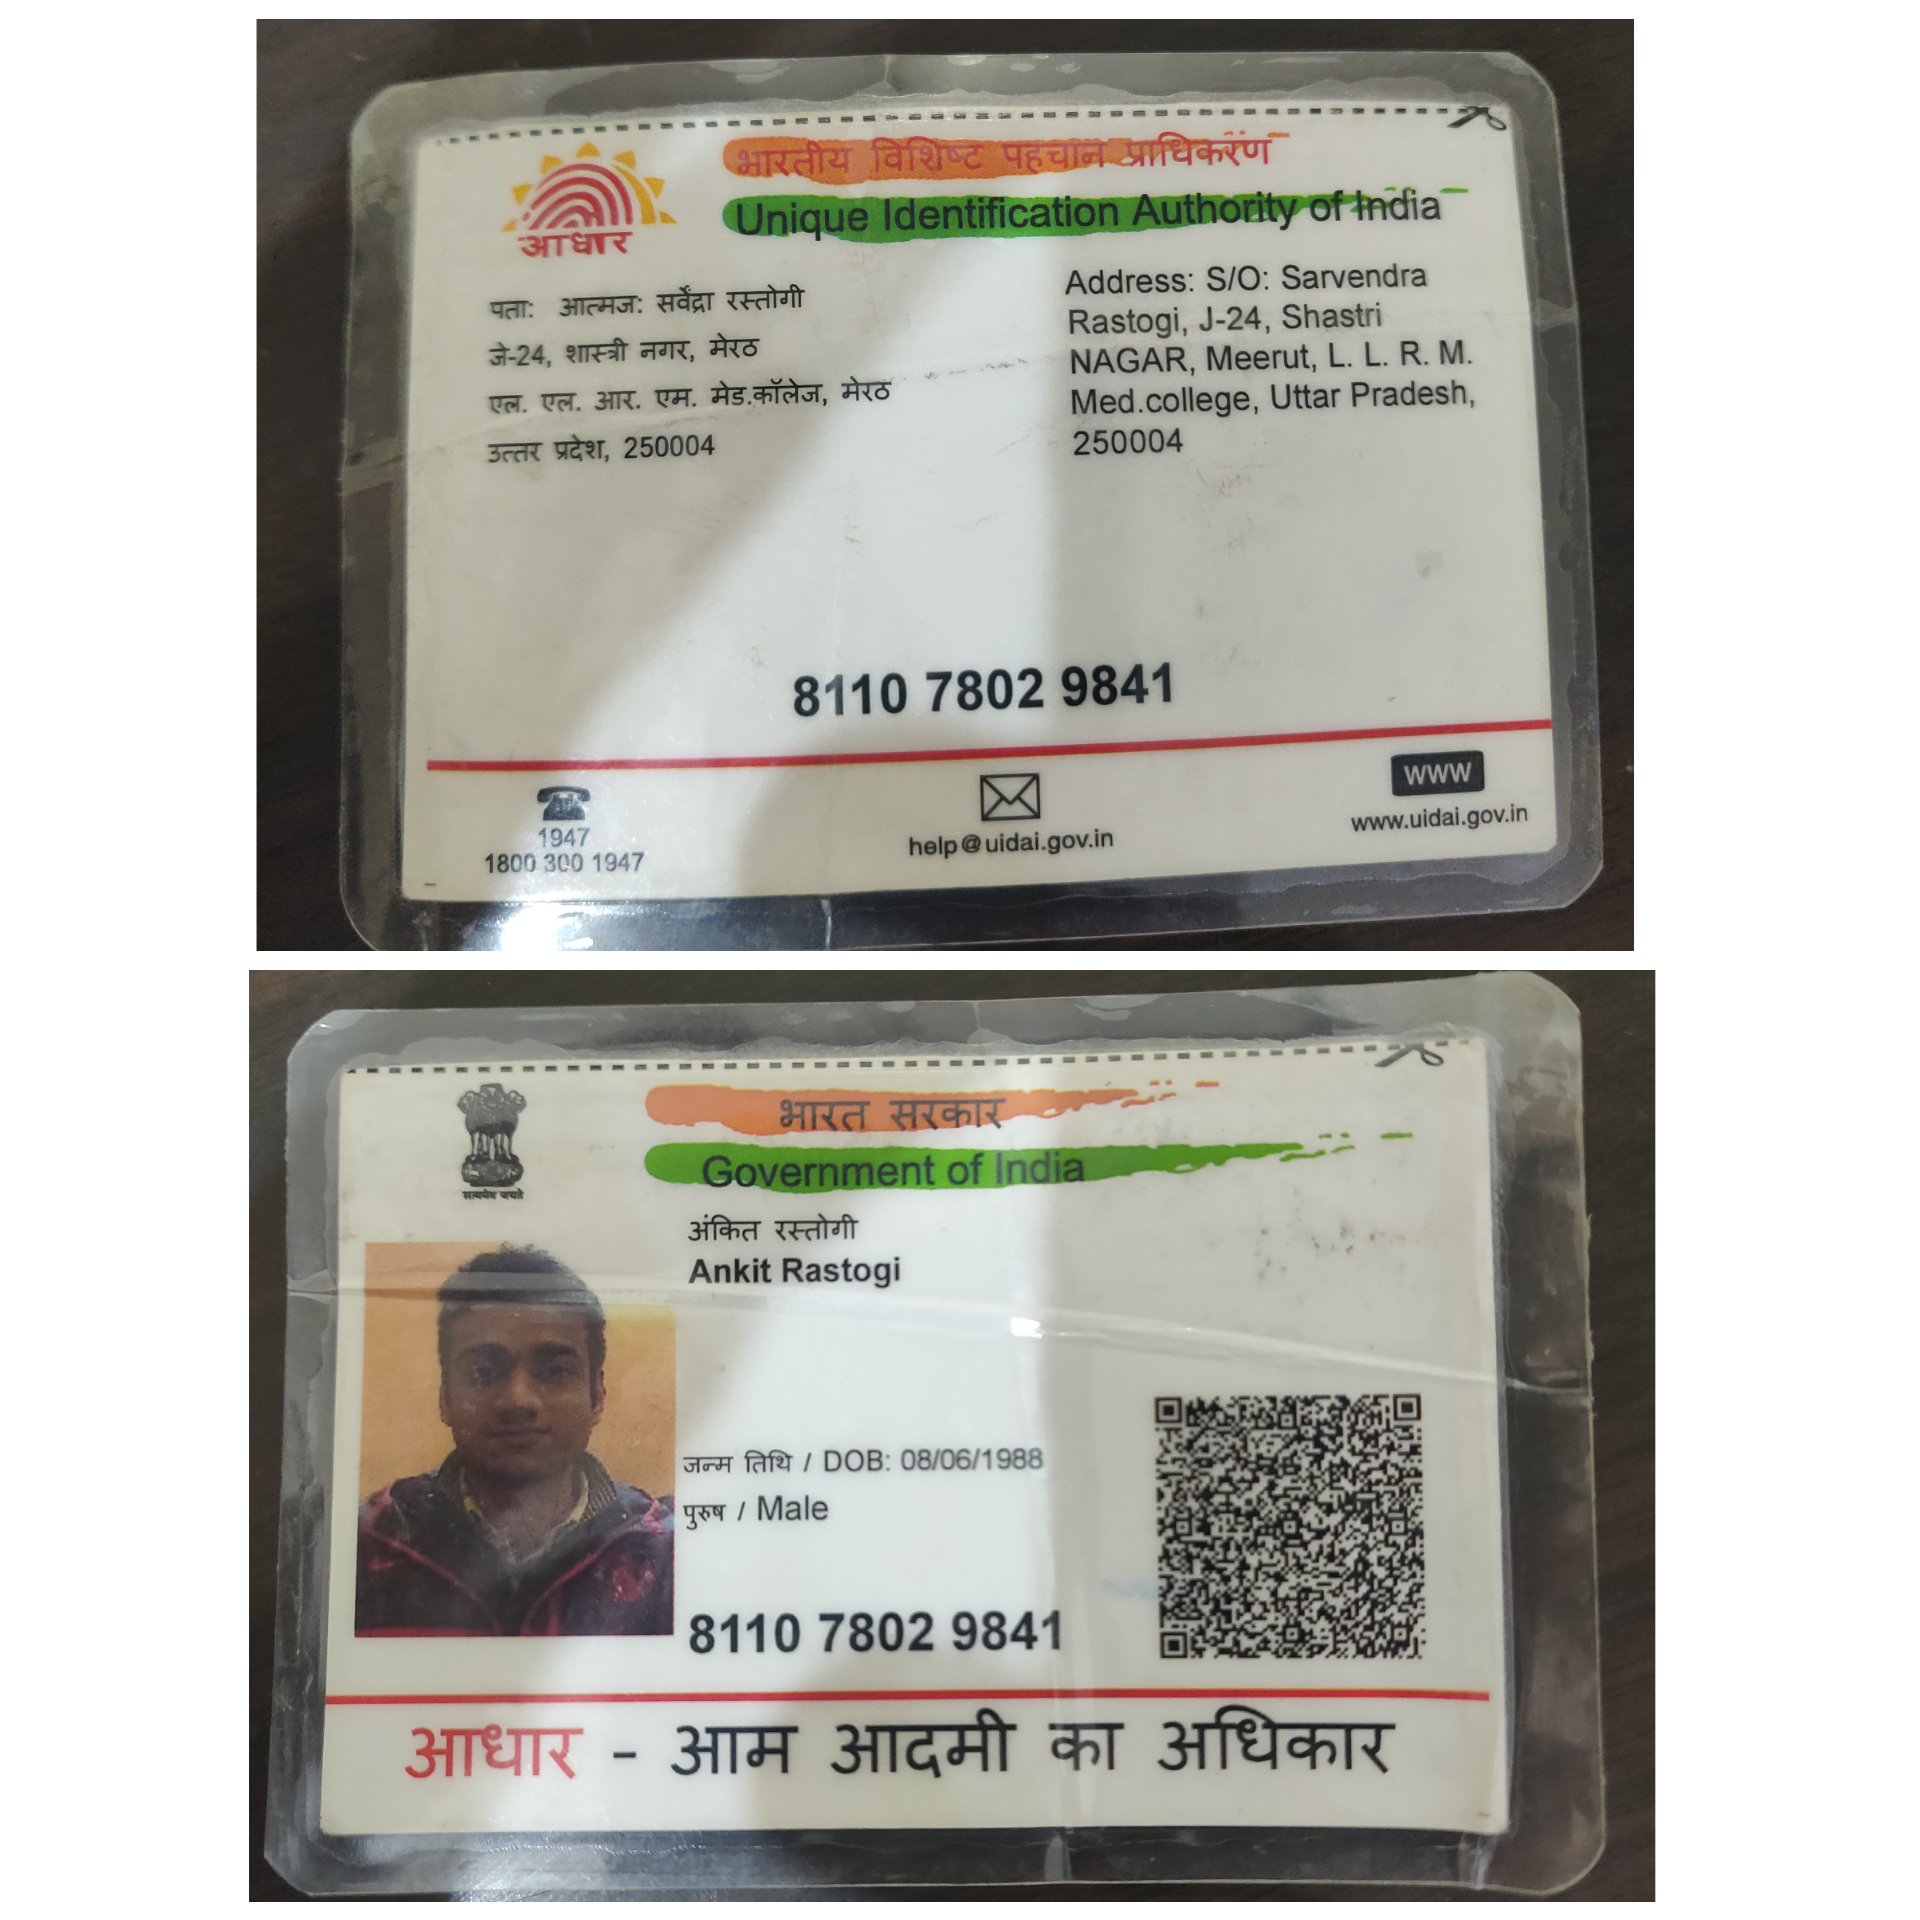 भारतीय विशिष्ट पहचान प्राधिकरण
Unique Identification Authority of India
आधार
पता: आत्मज: सर्वेंद्रा रस्तोगी
जे-24, शास्त्री नगर, मेरठ
एल. एल. आर. एम. मेड.कॉलेज, मेरठ
उत्तर प्रदेश, 250004
Address: S/O: Sarvendra
Rastogi, J-24, Shastri
NAGAR, Meerut, L. L. R. M.
Med.college, Uttar Pradesh,
250004
8110 7802 9841
1947
1800 300 1947
help@uidai.gov.in
www
www.uidai.gov.in
भारत सरकार
Government of India
सत्यमेव जयते
अंकित रस्तोगी
Ankit Rastogi
जन्म तिथि / DOB: 08/06/1988
पुरुष / Male
8110 7802 9841
आधार - आम आदमी का अधिकार